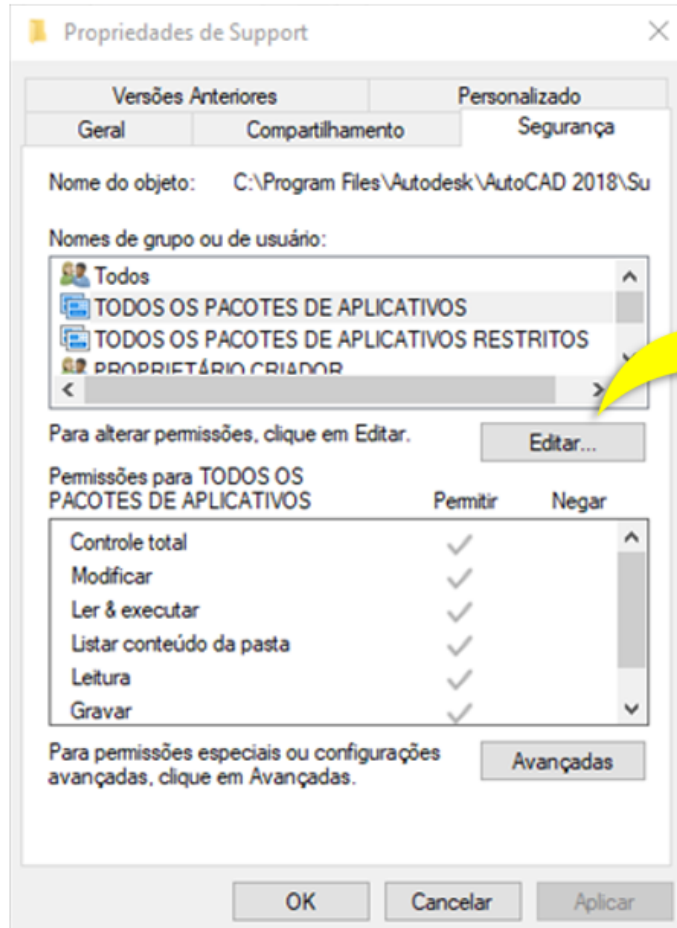 Propriedades de Support
Versões Anteriores Personalizado
Geral Compartilhamento Segurança
Nome do objeto: C:\Program Files\Autodesk\AutoCAD 2018\Su
Nomes de grupo ou de usuário:
Todos
TODOS OS PACOTES DE APLICATIVOS
TODOS OS PACOTES DE APLICATIVOS RESTRITOS
PROPRIETÁRIO CRIADOR
Para alterar permissões, clique em Editar. Editar...
Permissões para TODOS OS
PACOTES DE APLICATIVOS Permitir Negar
Controle total
Modificar
Ler & executar
Listar conteúdo da pasta
Leitura
Gravar
Para permissões especiais ou configurações
avançadas, clique em Avançadas. Avançadas
OK Cancelar Aplicar